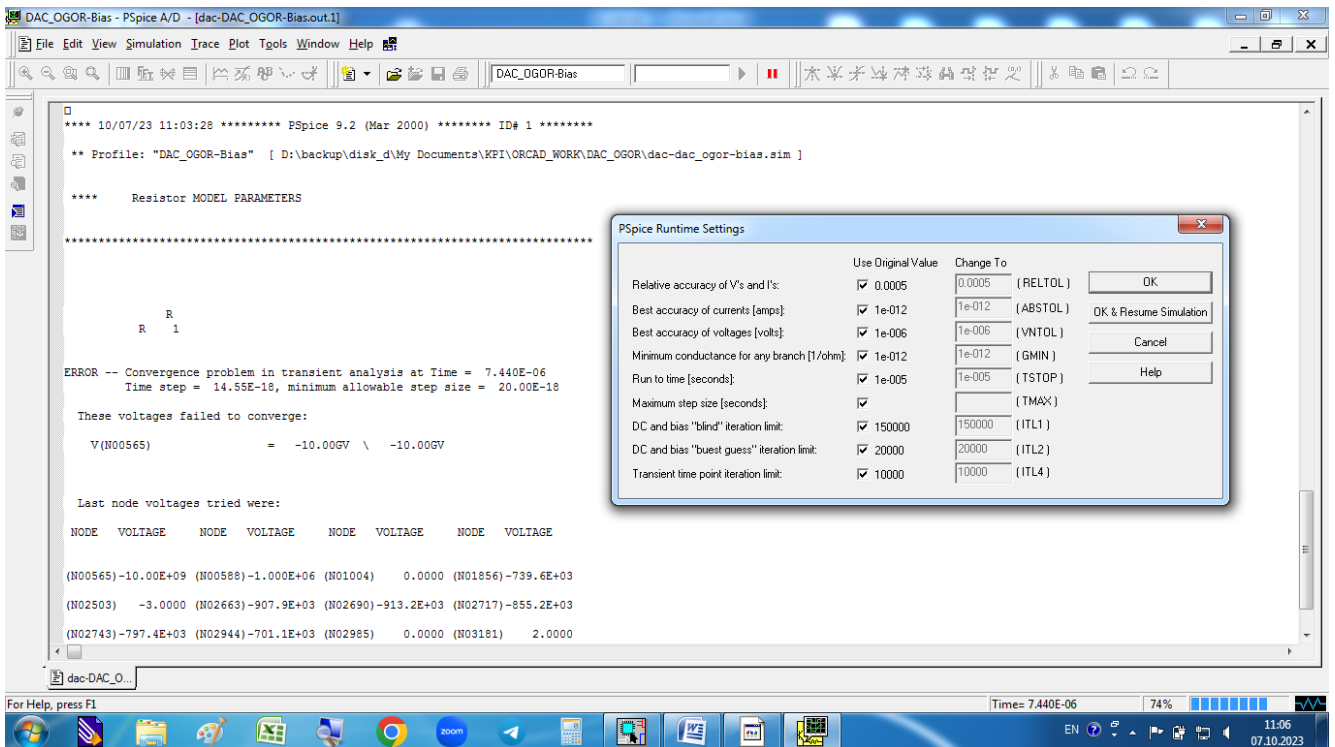 DAC_OGOR-Bias - PSpice A/D - [dac-DAC_OGOR-Bias.out.1]
File Edit View Simulation Trace Plot Tools Window Help
DAC_OGOR-Bias
**** 10/07/23 11:03:28 ********* PSpice 9.2 (Mar 2000) ******** ID# 1 ********
** Profile: "DAC_OGOR-Bias" [ D:\backup\disk_d\My Documents\KPI\ORCAD_WORK\DAC_OGOR\dac-dac_ogor-bias.sim ]
**** Resistor MODEL PARAMETERS
******************************************************************************
R
R 1
ERROR -- Convergence problem in transient analysis at Time = 7.440E-06
Time step = 14.55E-18, minimum allowable step size = 20.00E-18
These voltages failed to converge:
V(N00565) = -10.00GV \ -10.00GV
Last node voltages tried were:
NODE VOLTAGE NODE VOLTAGE NODE VOLTAGE NODE VOLTAGE
(N00565)-10.00E+09 (N00588)-1.000E+06 (N01004) 0.0000 (N01856)-739.6E+03
(N02503) -3.0000 (N02663)-907.9E+03 (N02690)-913.2E+03 (N02717)-855.2E+03
(N02743)-797.4E+03 (N02944)-701.1E+03 (N02985) 0.0000 (N03181) 2.0000
PSpice Runtime Settings
Use Original Value Change To
Relative accuracy of V's and I's: 0.0005 0.0005 (RELTOL) OK
Best accuracy of currents [amps]: 1e-012 1e-012 (ABSTOL) OK & Resume Simulation
Best accuracy of voltages [volts]: 1e-006 1e-006 (VNTOL) Cancel
Minimum conductance for any branch [1/ohm]: 1e-012 1e-012 (GMIN)
Run to time [seconds]: 1e-005 1e-005 (TSTOP) Help
Maximum step size [seconds]: (TMAX)
DC and bias "blind" iteration limit: 150000 150000 (ITL1)
DC and bias "buest guess" iteration limit: 20000 20000 (ITL2)
Transient time point iteration limit: 10000 10000 (ITL4)
dac-DAC_O...
For Help, press F1 Time= 7.440E-06 74%
zoom
EN 11:06
07.10.2023